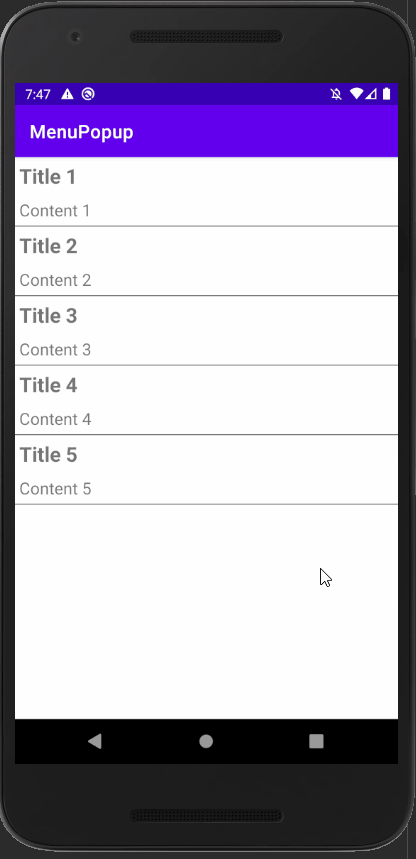 7:47
MenuPopup
Title 1
Content 1
Title 2
Content 2
Title 3
Content 3
Title 4
Content 4
Title 5
Content 5